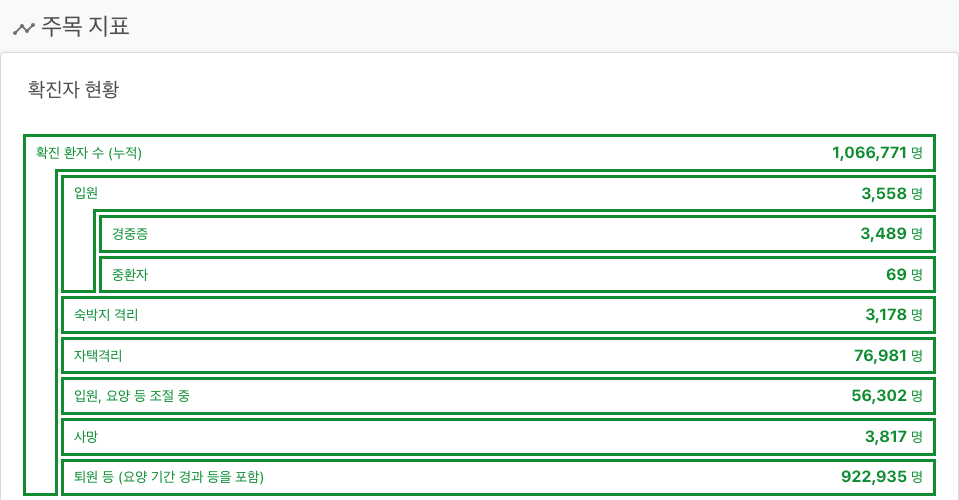 주목 지표
확진자 현황
확진 환자 수 (누적) 1,066,771 명
입원 3,558 명
경중증 3,489 명
중환자 69 명
숙박지 격리 3,178 명
자택격리 76,981 명
입원, 요양 등 조절 중 56,302 명
사망 3,817 명
퇴원 등 (요양 기간 경과 등을 포함) 922,935 명